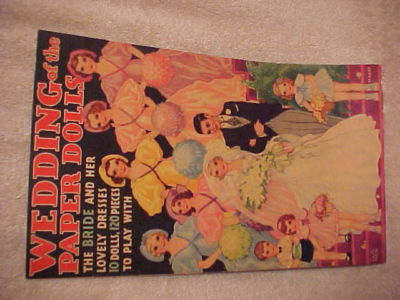 WEDDING of the
PAPER DOLLS
THE BRIDE AND HER
LOVELY DRESSES
10 DOLLS, 120 PIECES
TO PLAY WITH